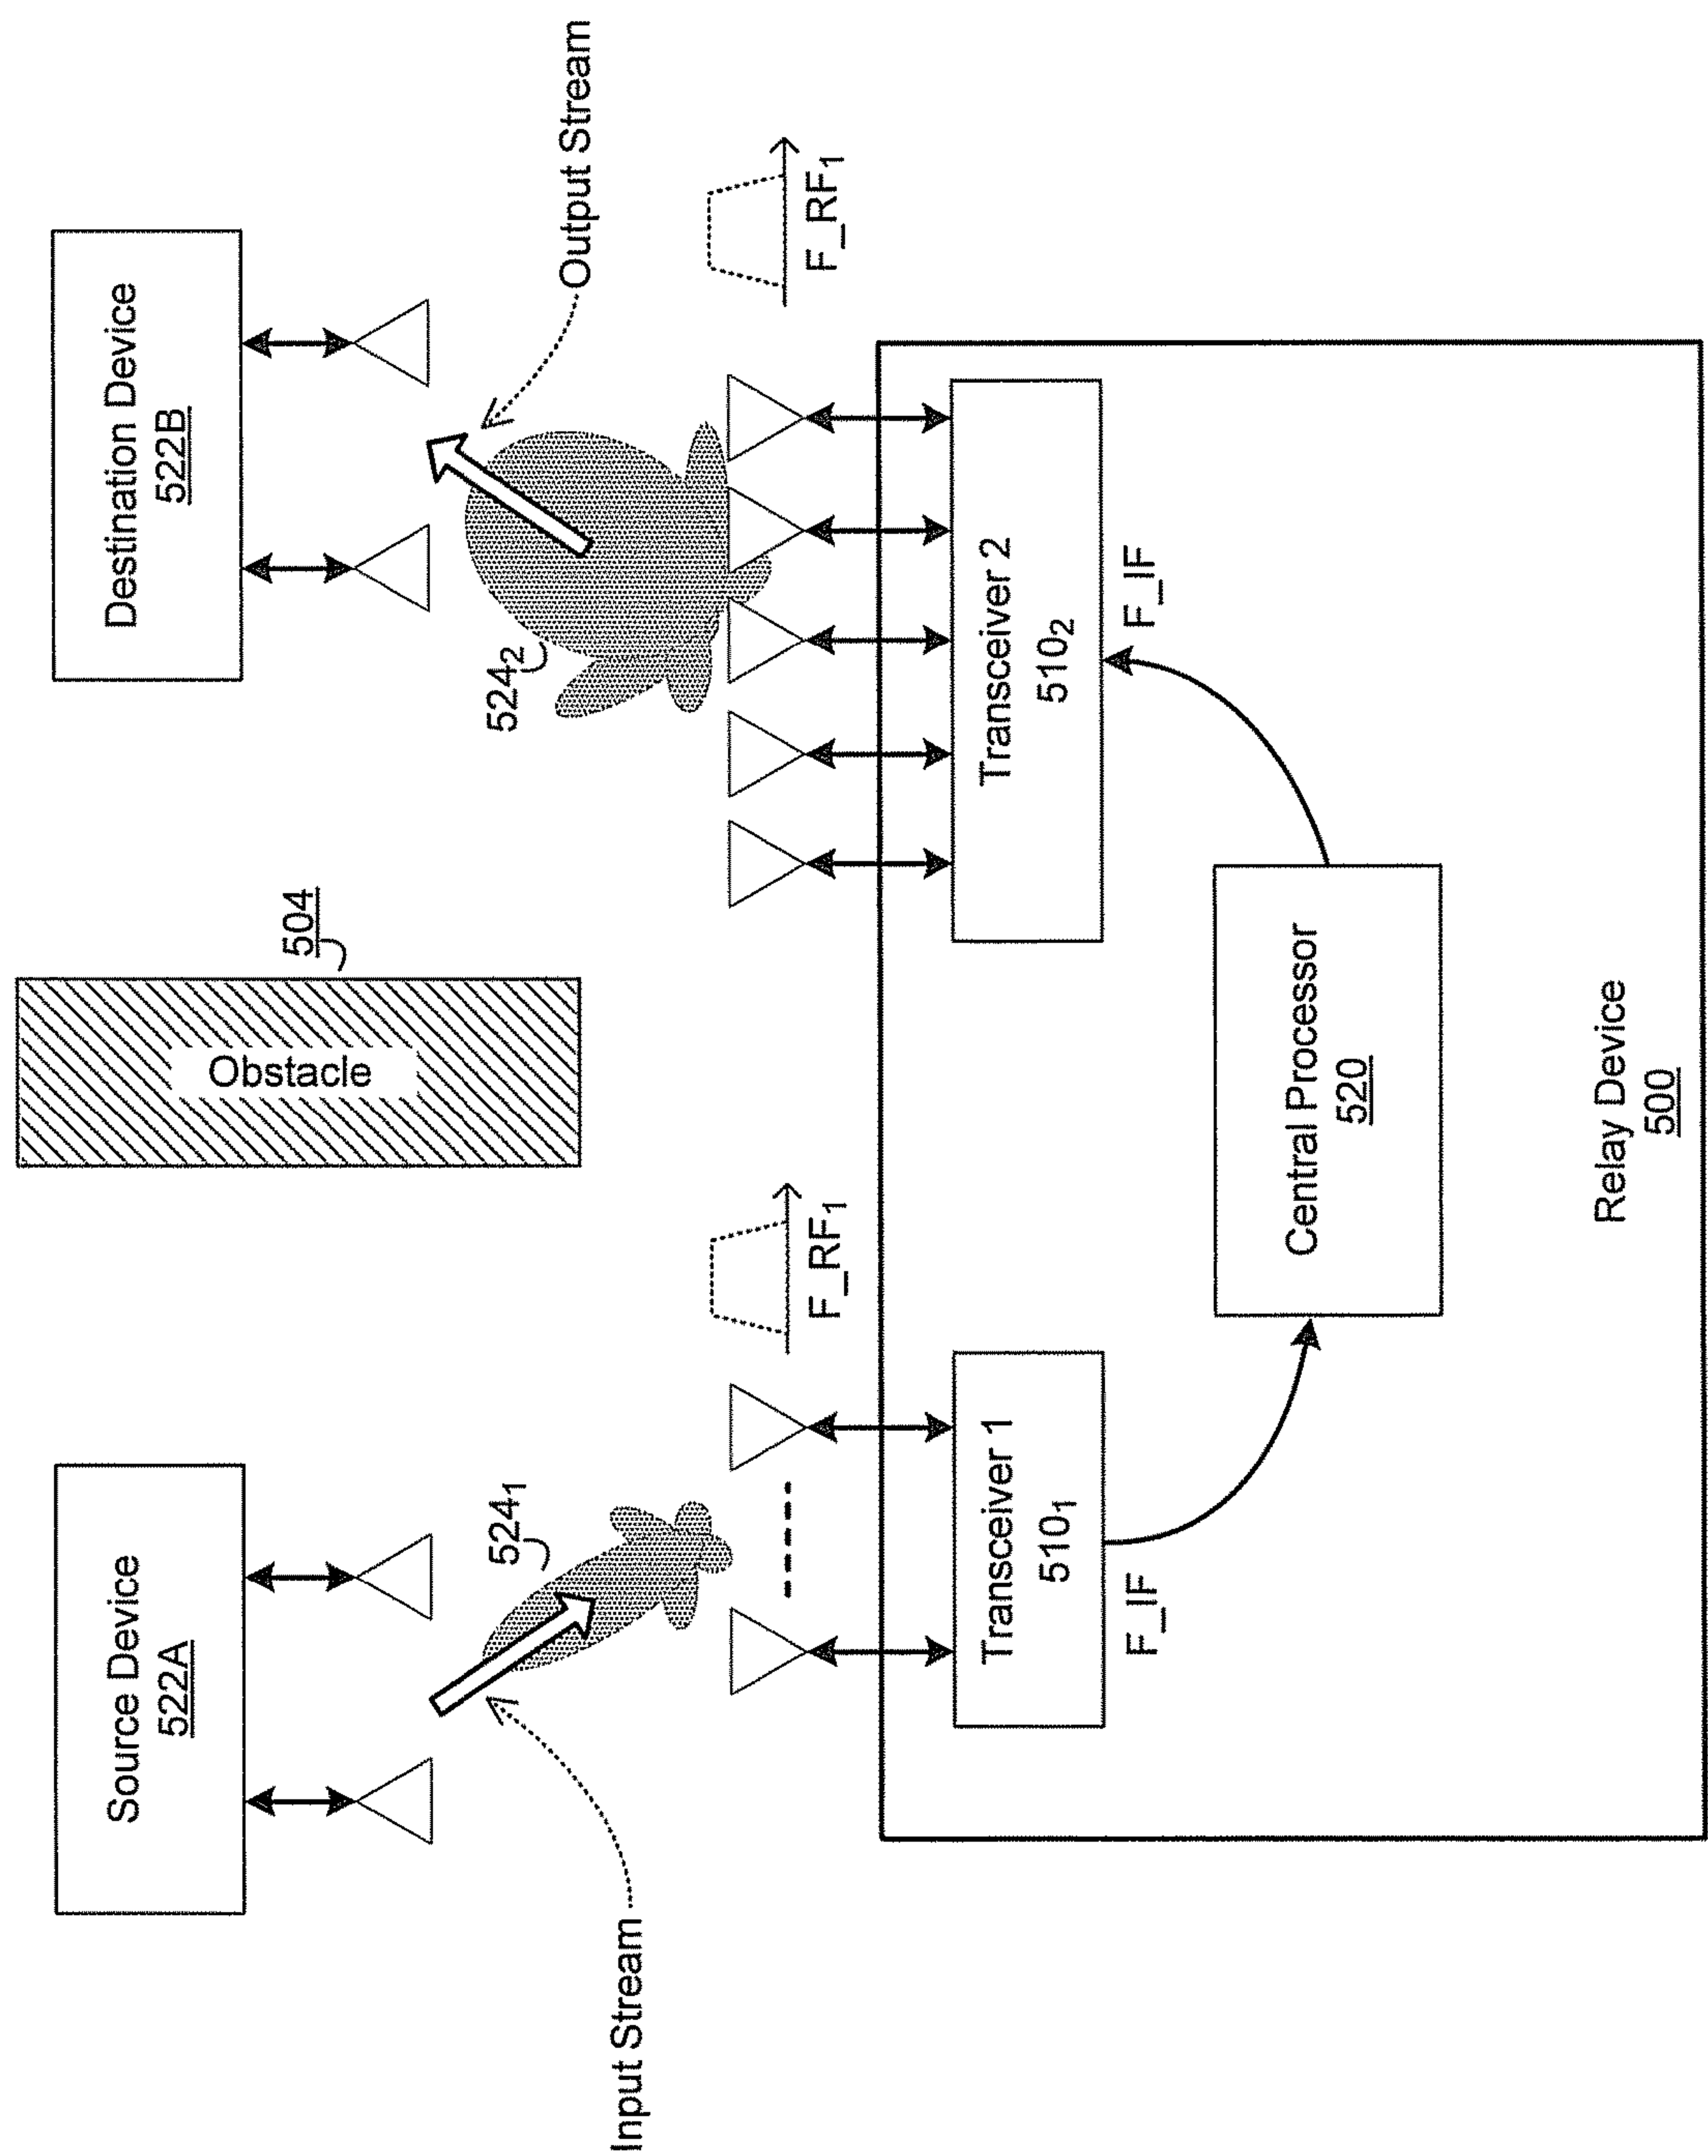 Source Device
522A
Obstacle
504
Destination Device
522B
Input Stream
524₁
F_RF₁
524₂
Output Stream
F_RF₁
Transceiver 1
510₁
F_IF
Transceiver 2
510₂
F_IF
Central Processor
520
Relay Device
500